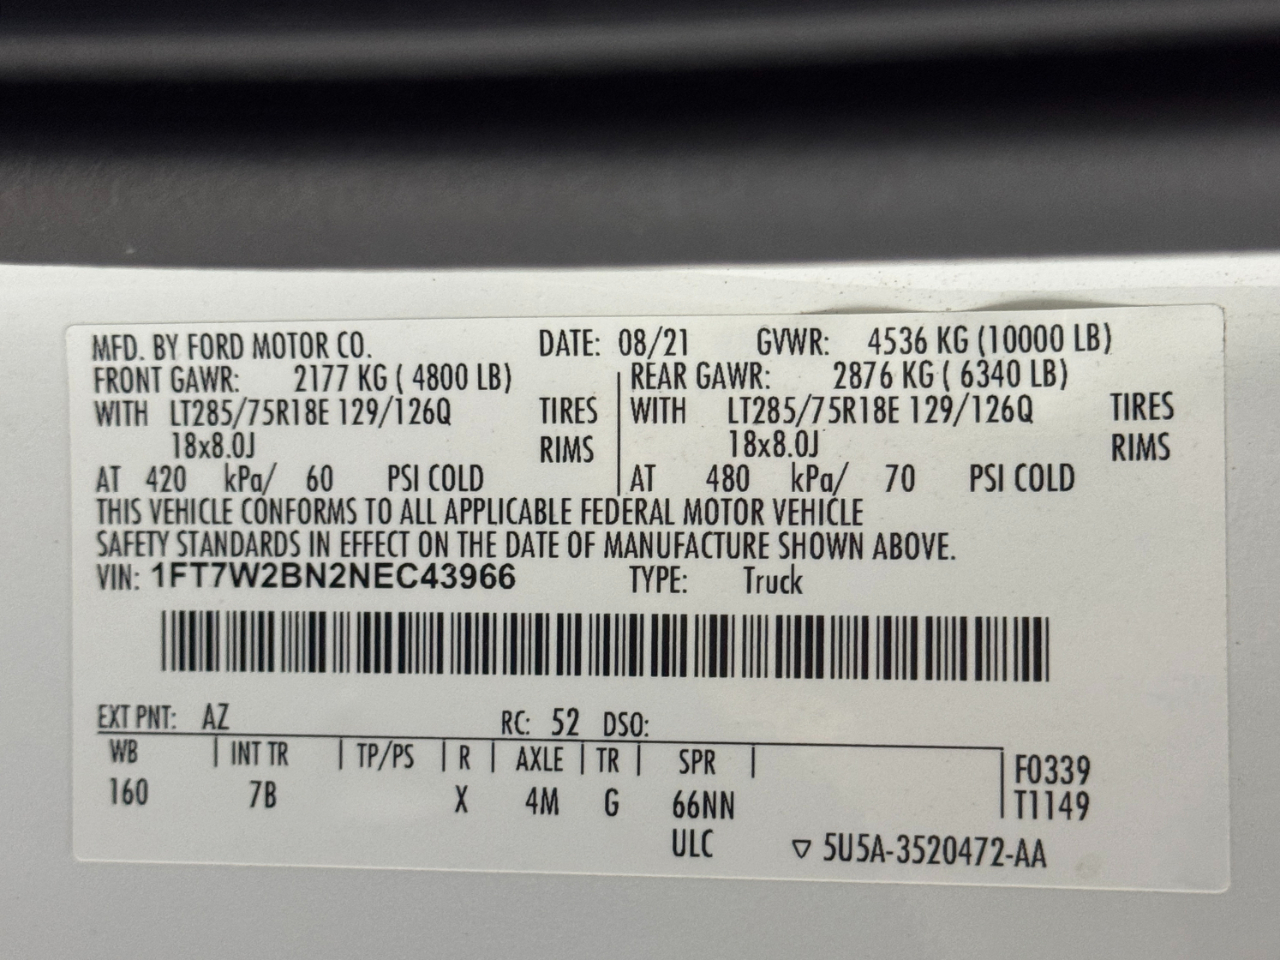 MFD. BY FORD MOTOR CO. DATE: 08/21 GVWR: 4536 KG (10000 LB)
FRONT GAWR: 2177 KG ( 4800 LB) REAR GAWR: 2876 KG ( 6340 LB)
WITH LT285/75R18E 129/126Q TIRES WITH LT285/75R18E 129/126Q TIRES
18x8.0J RIMS 18x8.0J RIMS
AT 420 kPa/ 60 PSI COLD AT 480 kPa/ 70 PSI COLD
THIS VEHICLE CONFORMS TO ALL APPLICABLE FEDERAL MOTOR VEHICLE
SAFETY STANDARDS IN EFFECT ON THE DATE OF MANUFACTURE SHOWN ABOVE.
VIN: 1FT7W2BN2NEC43966 TYPE: Truck
EXT PNT: AZ RC: 52 DSO:
WB | INT TR | TP/PS | R | AXLE | TR | SPR | F0339
160 7B X 4M G 66NN T1149
ULC ▽ 5U5A-3520472-AA